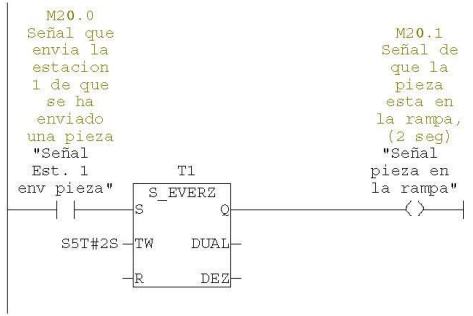 M20.0
Señal que
envia la
estacion
1 de que
se ha
enviado
una pieza
"Señal
Est. 1
env pieza"
M20.1
Señal de
que la
pieza
esta en
la rampa,
(2 seg)
"Señal
pieza en
la rampa"
T1
S_EVERZ
S Q
S5T#2S TW DUAL
R DEZ